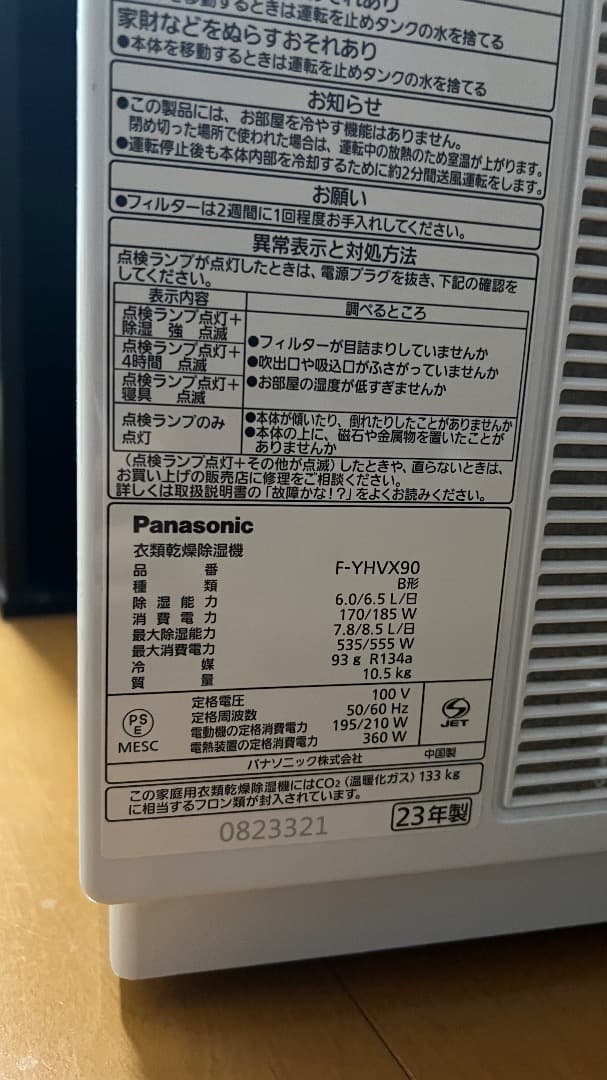 動するときは運転を止めタンクの水を捨てる
家財などをぬらすおそれあり
●本体を移動するときは運転を止めタンクの水を捨てる
お知らせ
●この製品には、お部屋を冷やす機能はありません。
閉め切った場所で使われた場合は、運転中の放熱のため室温が上がります。
●運転停止後も本体内部を冷却するために約2分間送風運転をします。
お願い
●フィルターは2週間に1回程度お手入れしてください。
異常表示と対処方法
点検ランプが点灯したときは、電源プラグを抜き、下記の確認を
してください。
表示内容 調べるところ
点検ランプ点灯+
除湿 強 点滅
点検ランプ点灯+
4時間 点滅
点検ランプ点灯+
寝具 点滅
●フィルターが目詰まりしていませんか
●吹出口や吸込口がふさがっていませんか
●お部屋の湿度が低すぎませんか
点検ランプのみ
点灯
●本体が傾いたり、倒れたりしたことがありませんか
●本体の上に、磁石や金属物を置いたことが
ありませんか
(点検ランプ点灯+その他が点滅)したときや、直らないときは、
お買い上げの販売店に修理をご相談ください。
詳しくは取扱説明書の「故障かな!?」をよくお読みください。
Panasonic
衣類乾燥除湿機
品番 F-YHVX90
種類 B形
除湿能力 6.0/6.5 L/日
消費電力 170/185 W
最大除湿能力 7.8/8.5 L/日
最大消費電力 535/555 W
冷媒 93 g R134a
質量 10.5 kg
PS
E
MESC
定格電圧 100 V
定格周波数 50/60 Hz
電動機の定格消費電力 195/210 W
電熱装置の定格消費電力 360 W
S
JET
パナソニック株式会社 中国製
この家庭用衣類乾燥除湿機にはCO₂(温暖化ガス)133 kg
に相当するフロン類が封入されています。
0823321
23年製